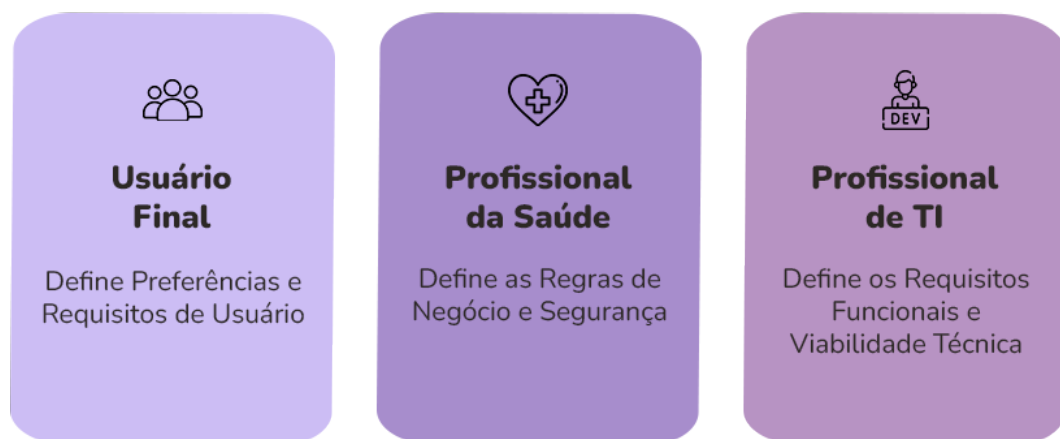 Usuário
Final
Define Preferências e
Requisitos de Usuário
Profissional
da Saúde
Define as Regras de
Negócio e Segurança
DEV
Profissional
de TI
Define os Requisitos
Funcionais e
Viabilidade Técnica